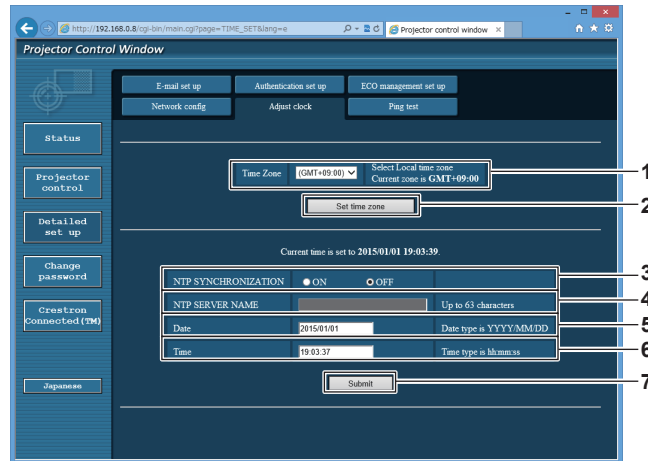 http://192.168.0.8/cgi-bin/main.cgi?page=TIME_SET&lang=e
Projector control window
Projector Control Window
E-mail set up
Authentication set up
ECO management set up
Network config
Adjust clock
Ping test
Status
Projector control
Detailed set up
Change password
Crestron Connected(TM)
Japanese
Time Zone
(GMT+09:00)
Select Local time zone
Current zone is GMT+09:00
1
Set time zone
2
Current time is set to 2015/01/01 19:03:39.
NTP SYNCHRONIZATION
ON
OFF
3
NTP SERVER NAME
Up to 63 characters
4
Date
2015/01/01
Date type is YYYY/MM/DD
5
Time
19:03:37
Time type is hh:mm:ss
6
Submit
7